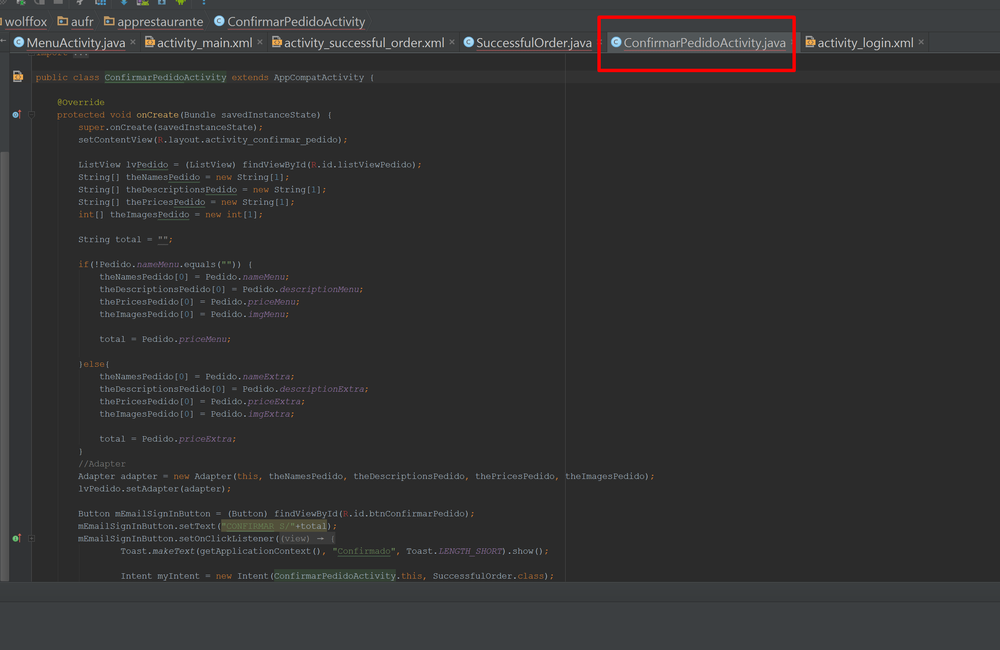 wolffox aufr apprestaurante ConfirmarPedidoActivity
MenuActivity.java activity_main.xml activity_successful_order.xml SuccessfulOrder.java ConfirmarPedidoActivity.java activity_login.xml
import ...
public class ConfirmarPedidoActivity extends AppCompatActivity {
@Override
protected void onCreate(Bundle savedInstanceState) {
super.onCreate(savedInstanceState);
setContentView(R.layout.activity_confirmar_pedido);
ListView lvPedido = (ListView) findViewById(R.id.listViewPedido);
String[] theNamesPedido = new String[1];
String[] theDescriptionsPedido = new String[1];
String[] thePricesPedido = new String[1];
int[] theImagesPedido = new int[1];
String total = "";
if(!Pedido.nameMenu.equals("")) {
theNamesPedido[0] = Pedido.nameMenu;
theDescriptionsPedido[0] = Pedido.descriptionMenu;
thePricesPedido[0] = Pedido.priceMenu;
theImagesPedido[0] = Pedido.imgMenu;
total = Pedido.priceMenu;
}else{
theNamesPedido[0] = Pedido.nameExtra;
theDescriptionsPedido[0] = Pedido.descriptionExtra;
thePricesPedido[0] = Pedido.priceExtra;
theImagesPedido[0] = Pedido.imgExtra;
total = Pedido.priceExtra;
}
//Adapter
Adapter adapter = new Adapter(this, theNamesPedido, theDescriptionsPedido, thePricesPedido, theImagesPedido);
lvPedido.setAdapter(adapter);
Button mEmailSignInButton = (Button) findViewById(R.id.btnConfirmarPedido);
mEmailSignInButton.setText("CONFIRMAR S/"+total);
mEmailSignInButton.setOnClickListener((view) → {
Toast.makeText(getApplicationContext(), "Confirmado", Toast.LENGTH_SHORT).show();
Intent myIntent = new Intent(ConfirmarPedidoActivity.this, SuccessfulOrder.class);